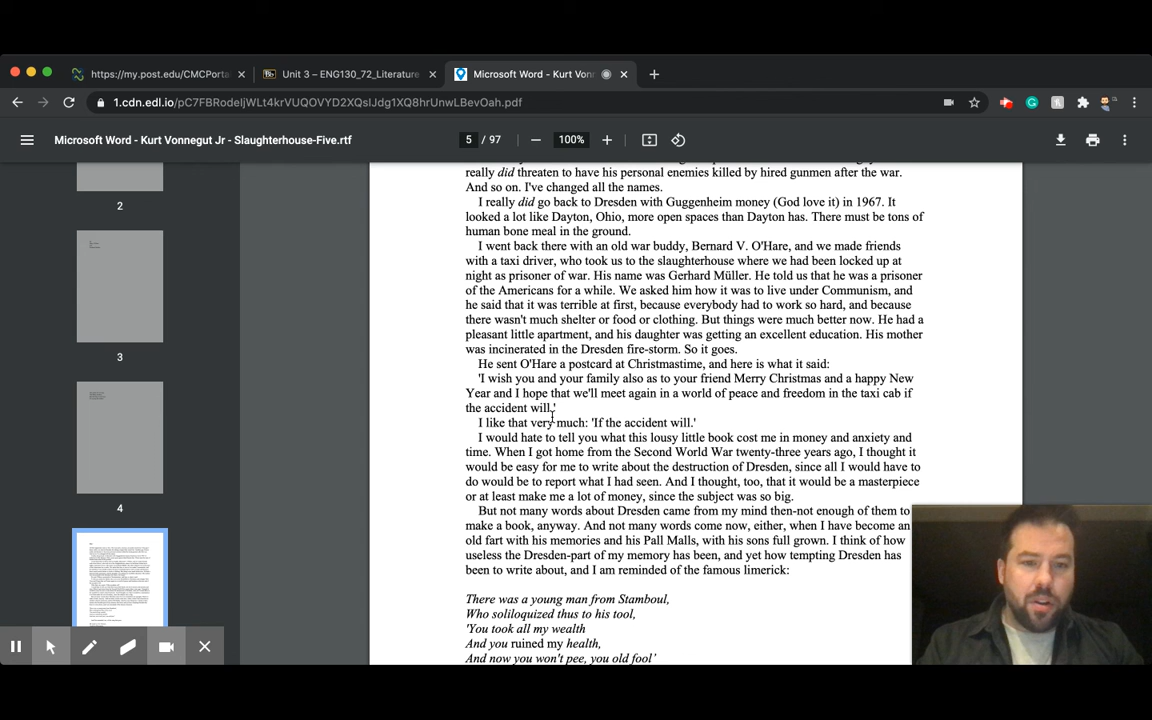 https://my.post.edu/CMCPorta
Unit 3 – ENG130_72_Literature
Microsoft Word - Kurt Vonn
1.cdn.edl.io/pC7FBRodeIjWLt4krVUQOVYD2XQslJdg1XQ8hrUnwLBevOah.pdf
Microsoft Word - Kurt Vonnegut Jr - Slaughterhouse-Five.rtf
5 / 97
100%
2
3
4
really did threaten to have his personal enemies killed by hired gunmen after the war.
And so on. I've changed all the names.
I really did go back to Dresden with Guggenheim money (God love it) in 1967. It
looked a lot like Dayton, Ohio, more open spaces than Dayton has. There must be tons of
human bone meal in the ground.
I went back there with an old war buddy, Bernard V. O'Hare, and we made friends
with a taxi driver, who took us to the slaughterhouse where we had been locked up at
night as prisoner of war. His name was Gerhard Müller. He told us that he was a prisoner
of the Americans for a while. We asked him how it was to live under Communism, and
he said that it was terrible at first, because everybody had to work so hard, and because
there wasn't much shelter or food or clothing. But things were much better now. He had a
pleasant little apartment, and his daughter was getting an excellent education. His mother
was incinerated in the Dresden fire-storm. So it goes.
He sent O'Hare a postcard at Christmastime, and here is what it said:
'I wish you and your family also as to your friend Merry Christmas and a happy New
Year and I hope that we'll meet again in a world of peace and freedom in the taxi cab if
the accident will.'
I like that very much: 'If the accident will.'
I would hate to tell you what this lousy little book cost me in money and anxiety and
time. When I got home from the Second World War twenty-three years ago, I thought it
would be easy for me to write about the destruction of Dresden, since all I would have to
do would be to report what I had seen. And I thought, too, that it would be a masterpiece
or at least make me a lot of money, since the subject was so big.
But not many words about Dresden came from my mind then-not enough of them to
make a book, anyway. And not many words come now, either, when I have become an
old fart with his memories and his Pall Malls, with his sons full grown. I think of how
useless the Dresden-part of my memory has been, and yet how tempting Dresden has
been to write about, and I am reminded of the famous limerick:
There was a young man from Stamboul,
Who soliloquized thus to his tool,
'You took all my wealth
And you ruined my health,
And now you won't pee, you old fool'